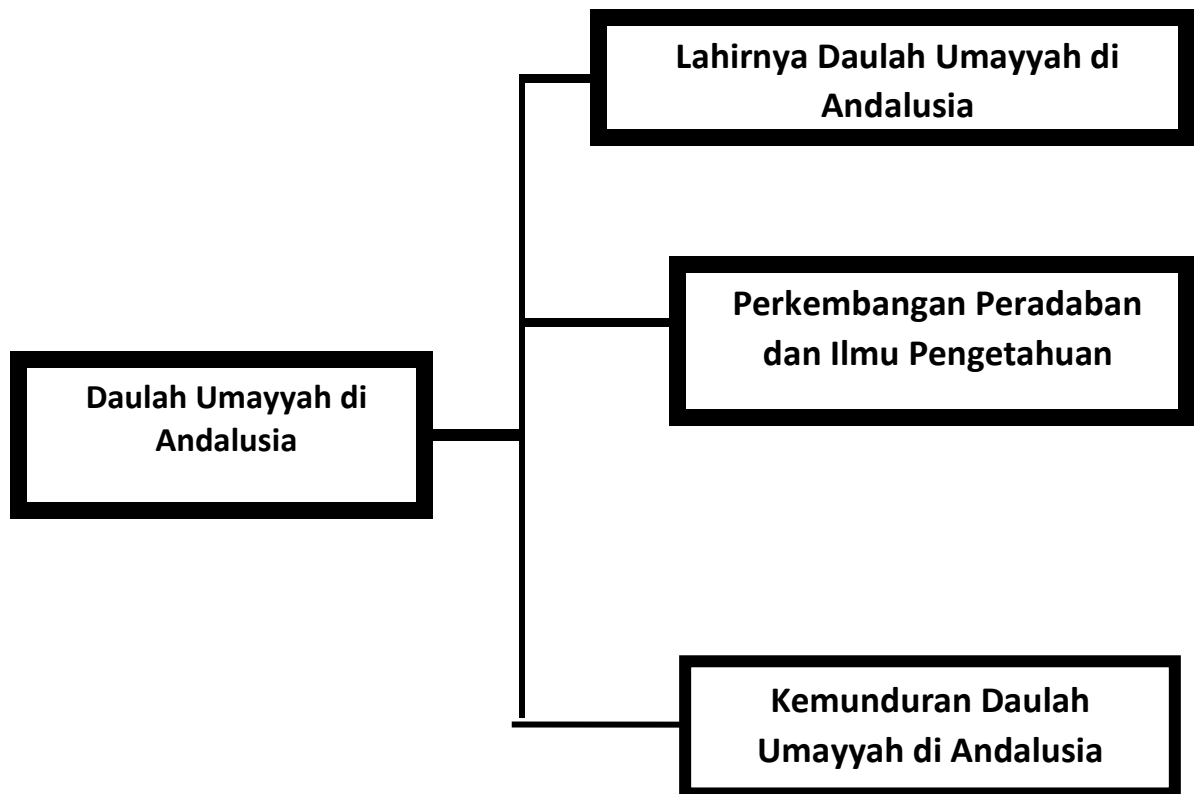 Lahirnya Daulah Umayyah di
Andalusia
Perkembangan Peradaban
dan Ilmu Pengetahuan
Daulah Umayyah di
Andalusia
Kemunduran Daulah
Umayyah di Andalusia